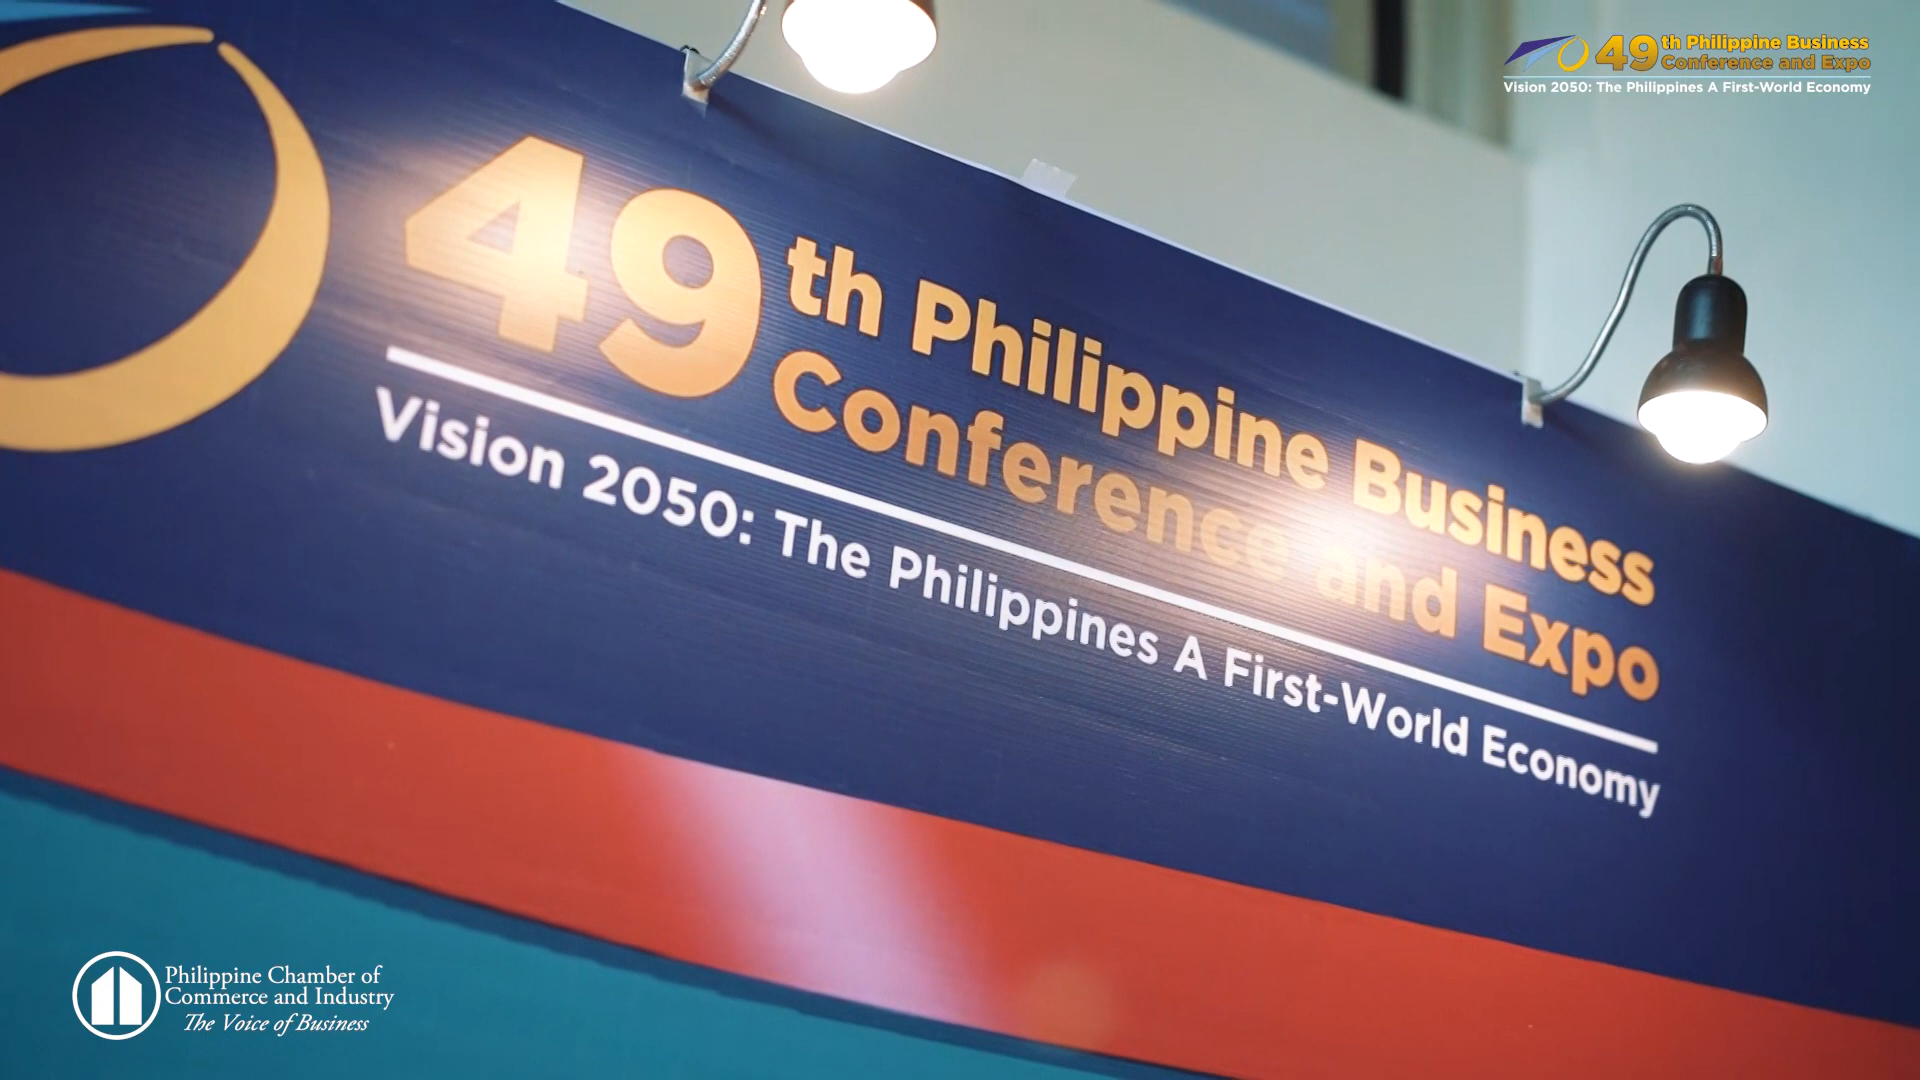 49th Philippine Business
Conference and Expo
Vision 2050: The Philippines A First-World Economy
49th Philippine Business
Conference and Expo
Vision 2050: The Philippines A First-World Economy
Philippine Chamber of
Commerce and Industry
The Voice of Business